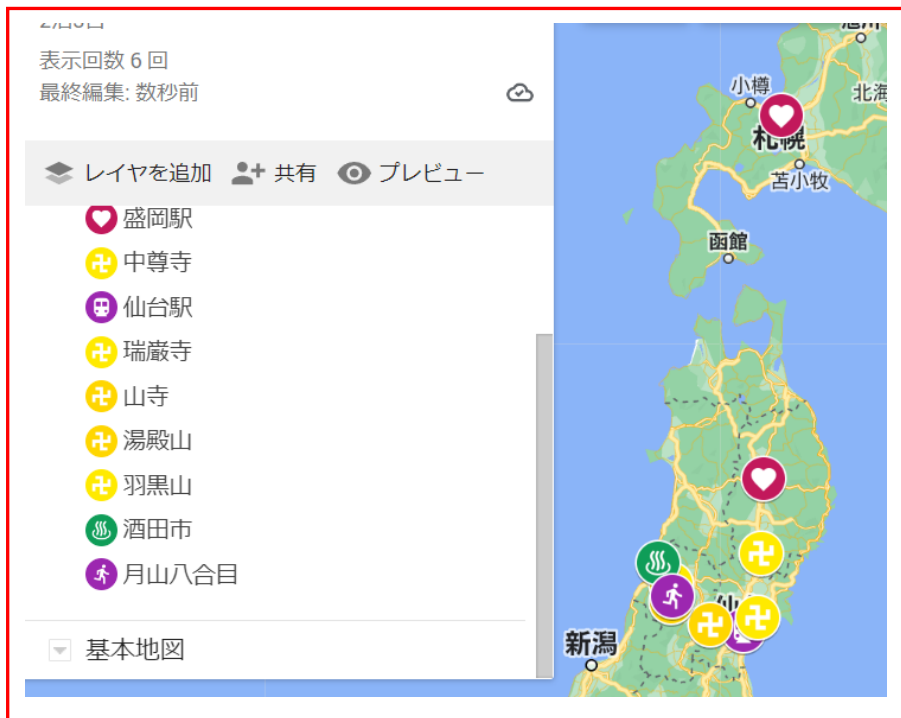 表示回数 6 回
最終編集: 数秒前
レイヤを追加 共有 プレビュー
盛岡駅
中尊寺
仙台駅
瑞巌寺
山寺
湯殿山
羽黒山
酒田市
月山八合目
基本地図
小樽
北海
札幌
苫小牧
函館
新潟